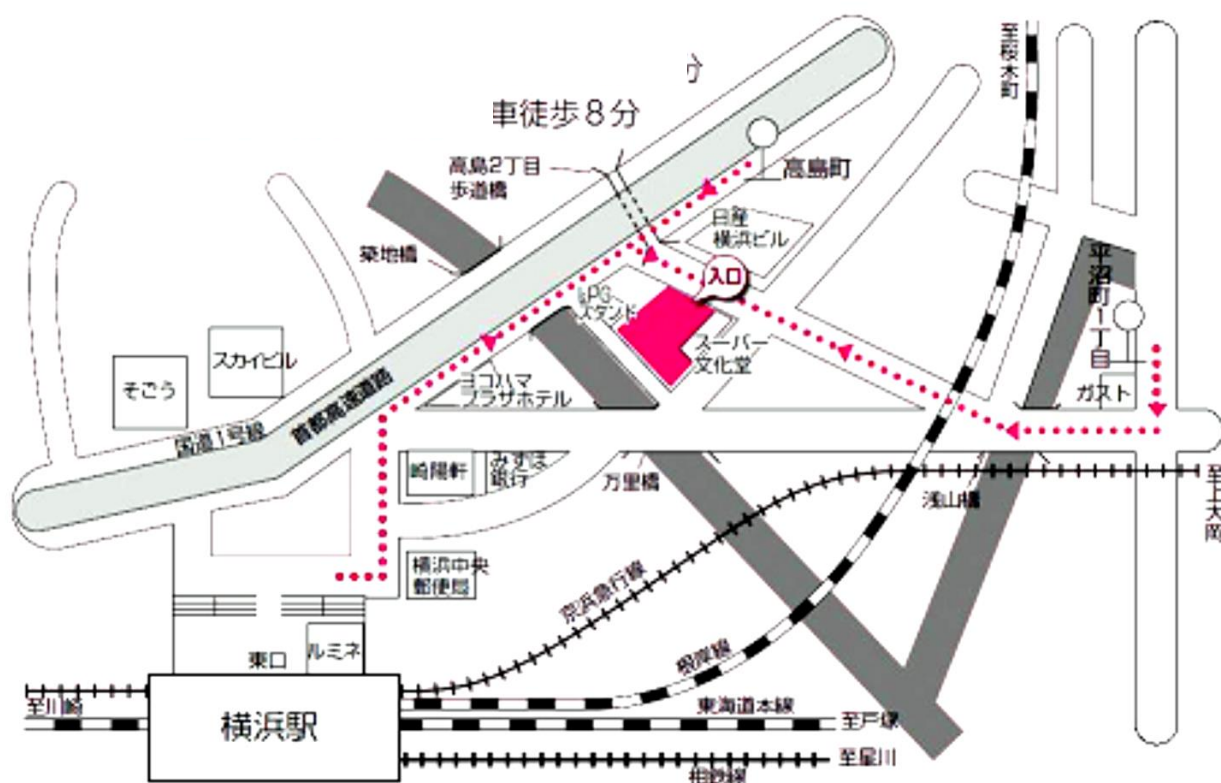 分
車徒歩8分
至桜木町
高島2丁目
歩道橋
高島町
日産
横浜ビル
築地橋
入口
平沼町1丁目
LPG
スタンド
スーパー
文化堂
スカイビル
そごう
ヨコハマ
プラザホテル
ガスト
首都高速道路
国道1号線
崎陽軒
みずほ
銀行
万里橋
浅山橋
至上大岡
横浜中央
郵便局
京浜急行線
東口
ルミネ
根岸線
至川崎
横浜駅
東海道本線
至戸塚
相鉄線
至星川